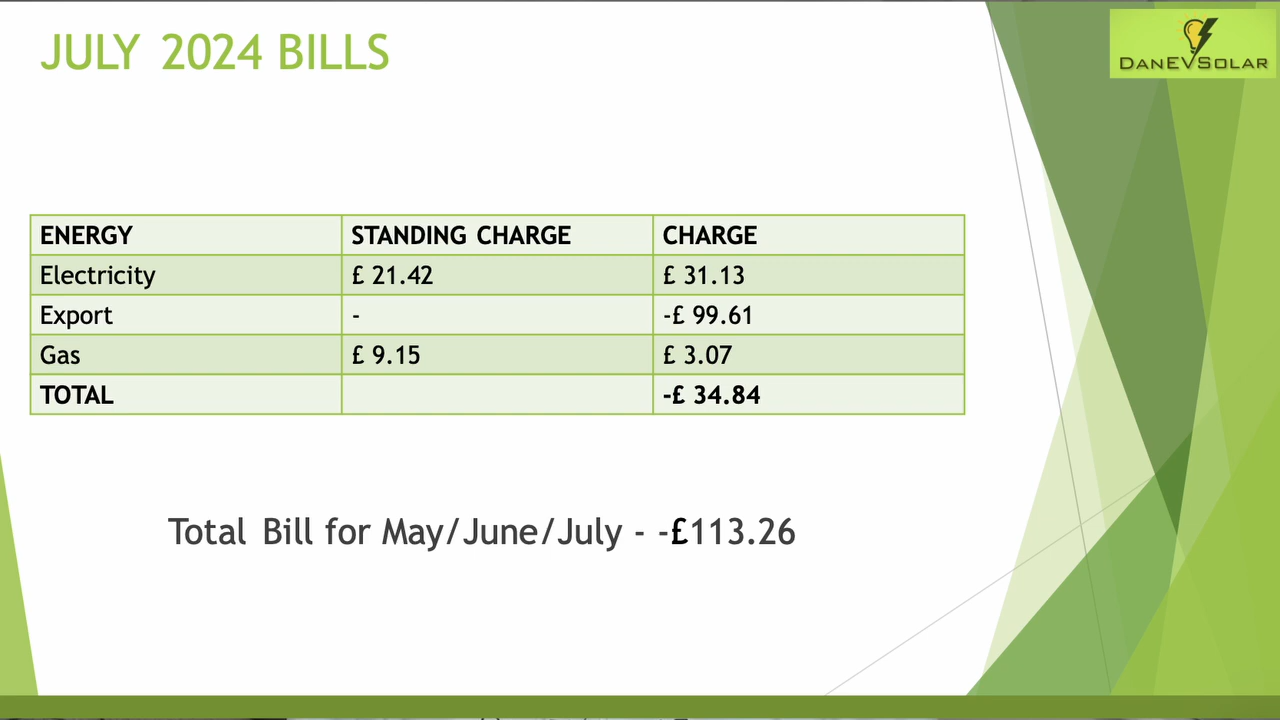 JULY 2024 BILLS
DANEVSOLAR
ENERGY STANDING CHARGE CHARGE
Electricity £ 21.42 £ 31.13
Export - -£ 99.61
Gas £ 9.15 £ 3.07
TOTAL -£ 34.84
Total Bill for May/June/July - -£113.26